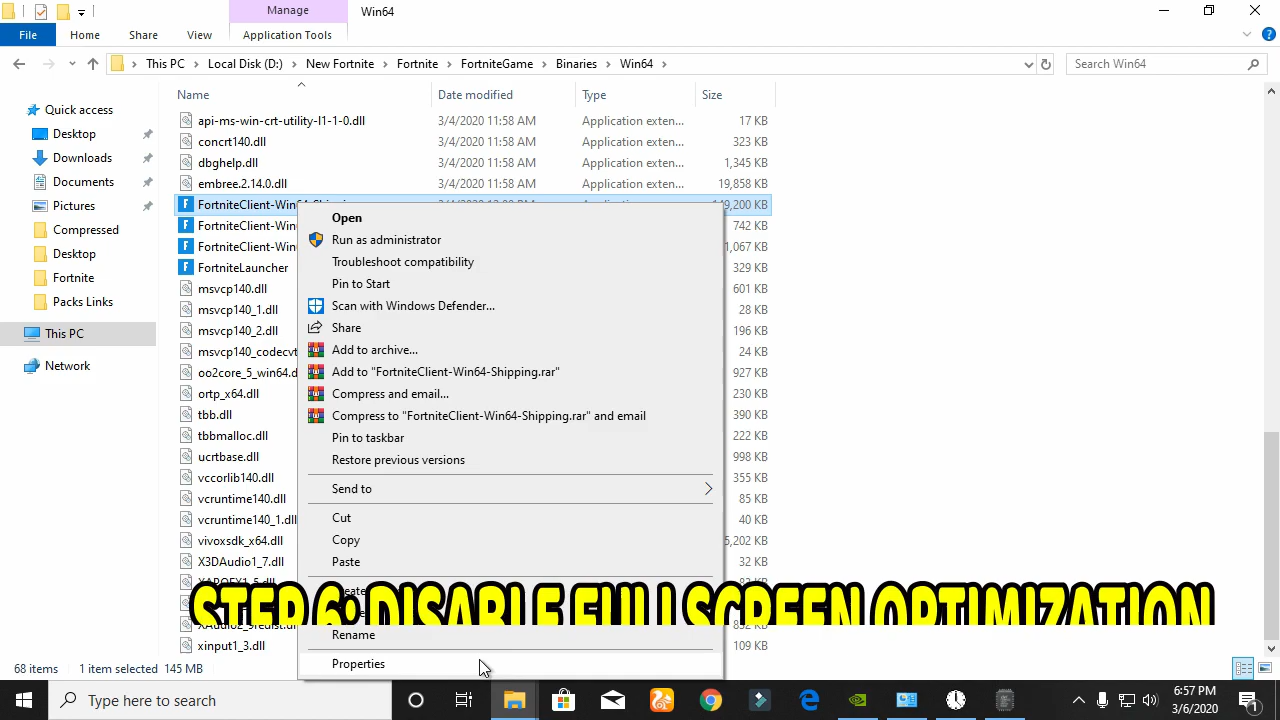 Manage
Win64
File
Home
Share
View
Application Tools
This PC
Local Disk (D:)
New Fortnite
Fortnite
FortniteGame
Binaries
Win64
Search Win64
Quick access
Desktop
Downloads
Documents
Pictures
Compressed
Desktop
Fortnite
Packs Links
This PC
Network
Name Date modified Type Size
api-ms-win-crt-utility-l1-1-0.dll 3/4/2020 11:58 AM Application exten... 17 KB
concrt140.dll 3/4/2020 11:58 AM Application exten... 323 KB
dbghelp.dll 3/4/2020 11:58 AM Application exten... 1,345 KB
embree.2.14.0.dll 3/4/2020 11:58 AM Application exten... 19,858 KB
FortniteClient-Win64-Shipping 9,200 KB
FortniteClient-Win 742 KB
FortniteClient-Win 1,067 KB
FortniteLauncher 329 KB
msvcp140.dll 601 KB
msvcp140_1.dll 28 KB
msvcp140_2.dll 196 KB
msvcp140_codecvt 24 KB
oo2core_5_win64.d 927 KB
ortp_x64.dll 230 KB
tbb.dll 390 KB
tbbmalloc.dll 222 KB
ucrtbase.dll 998 KB
vccorlib140.dll 355 KB
vcruntime140.dll 85 KB
vcruntime140_1.dll 40 KB
vivoxsdk_x64.dll 5,202 KB
X3DAudio1_7.dll 32 KB
xinput1_3.dll 109 KB
Open
Run as administrator
Troubleshoot compatibility
Pin to Start
Scan with Windows Defender...
Share
Add to archive...
Add to "FortniteClient-Win64-Shipping.rar"
Compress and email...
Compress to "FortniteClient-Win64-Shipping.rar" and email
Pin to taskbar
Restore previous versions
Send to
Cut
Copy
Paste
STEP 6: DISABLE FULLSCREEN OPTIMIZATION
Rename
Properties
68 items 1 item selected 145 MB
Type here to search
6:57 PM
3/6/2020
1